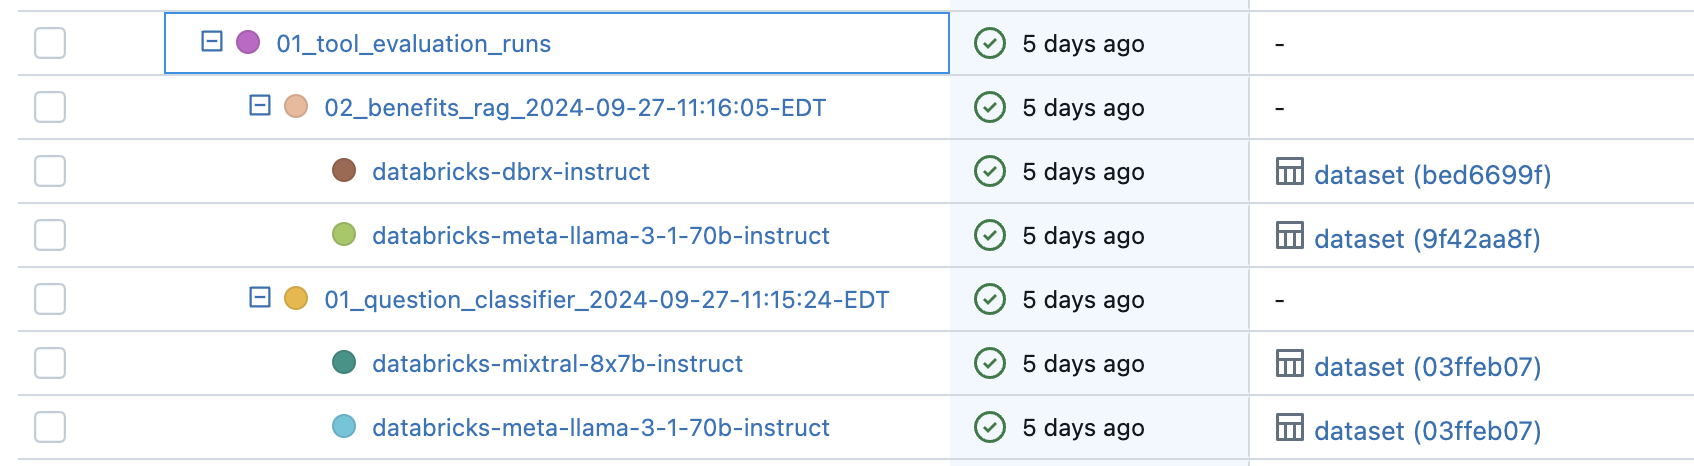 01_tool_evaluation_runs 5 days ago -
02_benefits_rag_2024-09-27-11:16:05-EDT 5 days ago -
databricks-dbrx-instruct 5 days ago dataset (bed6699f)
databricks-meta-llama-3-1-70b-instruct 5 days ago dataset (9f42aa8f)
01_question_classifier_2024-09-27-11:15:24-EDT 5 days ago -
databricks-mixtral-8x7b-instruct 5 days ago dataset (03ffeb07)
databricks-meta-llama-3-1-70b-instruct 5 days ago dataset (03ffeb07)